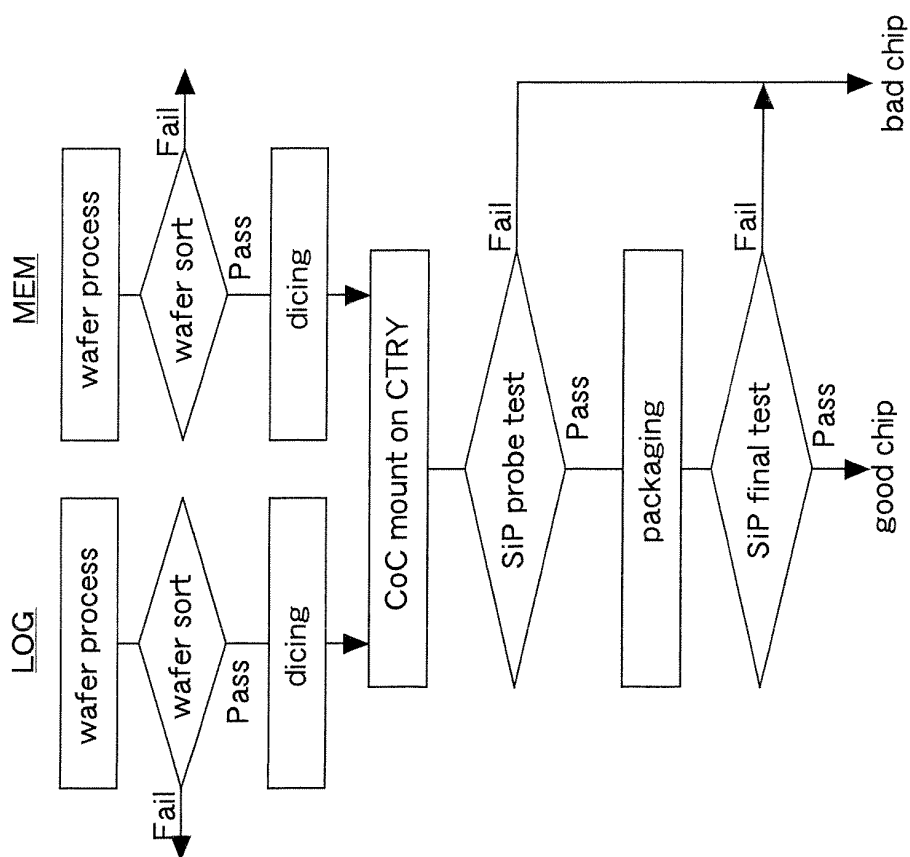 LOG
wafer process
wafer sort
Fail
Pass
dicing
MEM
wafer process
wafer sort
Fail
Pass
dicing
CoC mount on CTRY
SiP probe test
Fail
Pass
packaging
SiP final test
Fail
Pass
good chip
bad chip